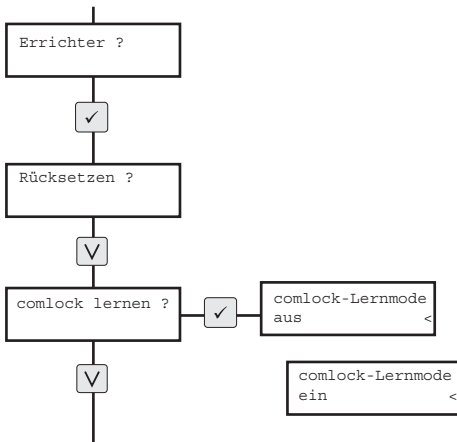 Errichter ?
✓
Rücksetzen ?
V
comlock lernen ?
✓
comlock-Lernmode
aus <
V
comlock-Lernmode
ein <